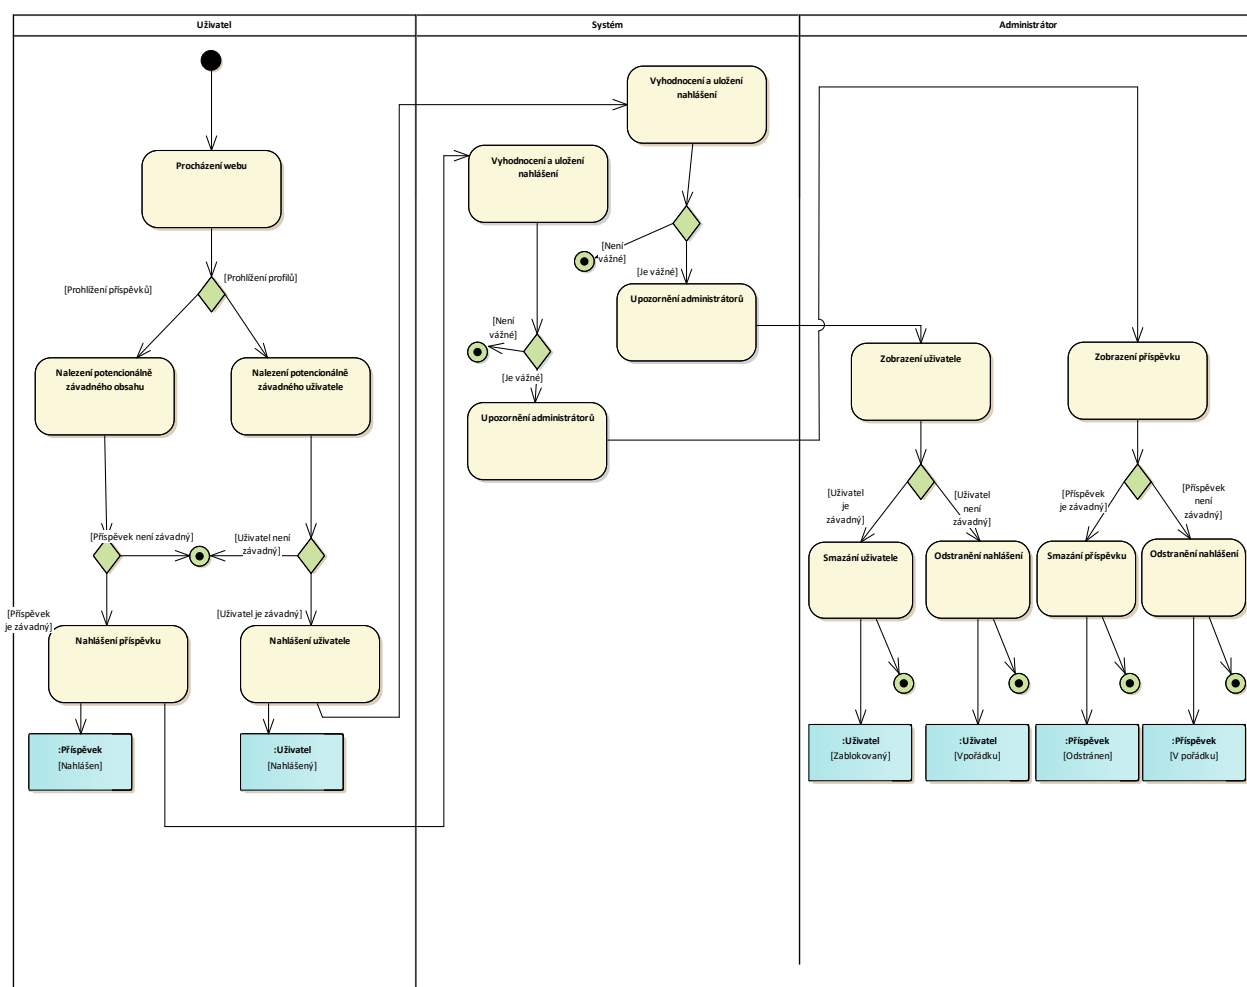 Uživatel
Systém
Administrátor
Procházení webu
[Prohlížení příspěvků]
[Prohlížení profilů]
Nalezení potencionálně
závadného obsahu
Nalezení potencionálně
závadného uživatele
[Příspěvek není závadný]
[Uživatel není
závadný]
[Příspěvek
je závadný]
[Uživatel je závadný]
Nahlášení příspěvku
Nahlášení uživatele
:Příspěvek
[Nahlášen]
:Uživatel
[Nahlášený]
Vyhodnocení a uložení
nahlášení
Vyhodnocení a uložení
nahlášení
[Není
vážné]
[Je vážné]
Upozornění administrátorů
[Není
vážné]
[Je vážné]
Upozornění administrátorů
Zobrazení uživatele
Zobrazení příspěvku
[Uživatel
je
závadný]
[Uživatel
není
závadný]
[Příspěvek
je závadný]
[Příspěvek
není
závadný]
Smazání uživatele
Odstranění nahlášení
Smazání příspěvku
Odstranění nahlášení
:Uživatel
[Zablokovaný]
:Uživatel
[Vpořádku]
:Příspěvek
[Odstránen]
:Příspěvek
[V pořádku]